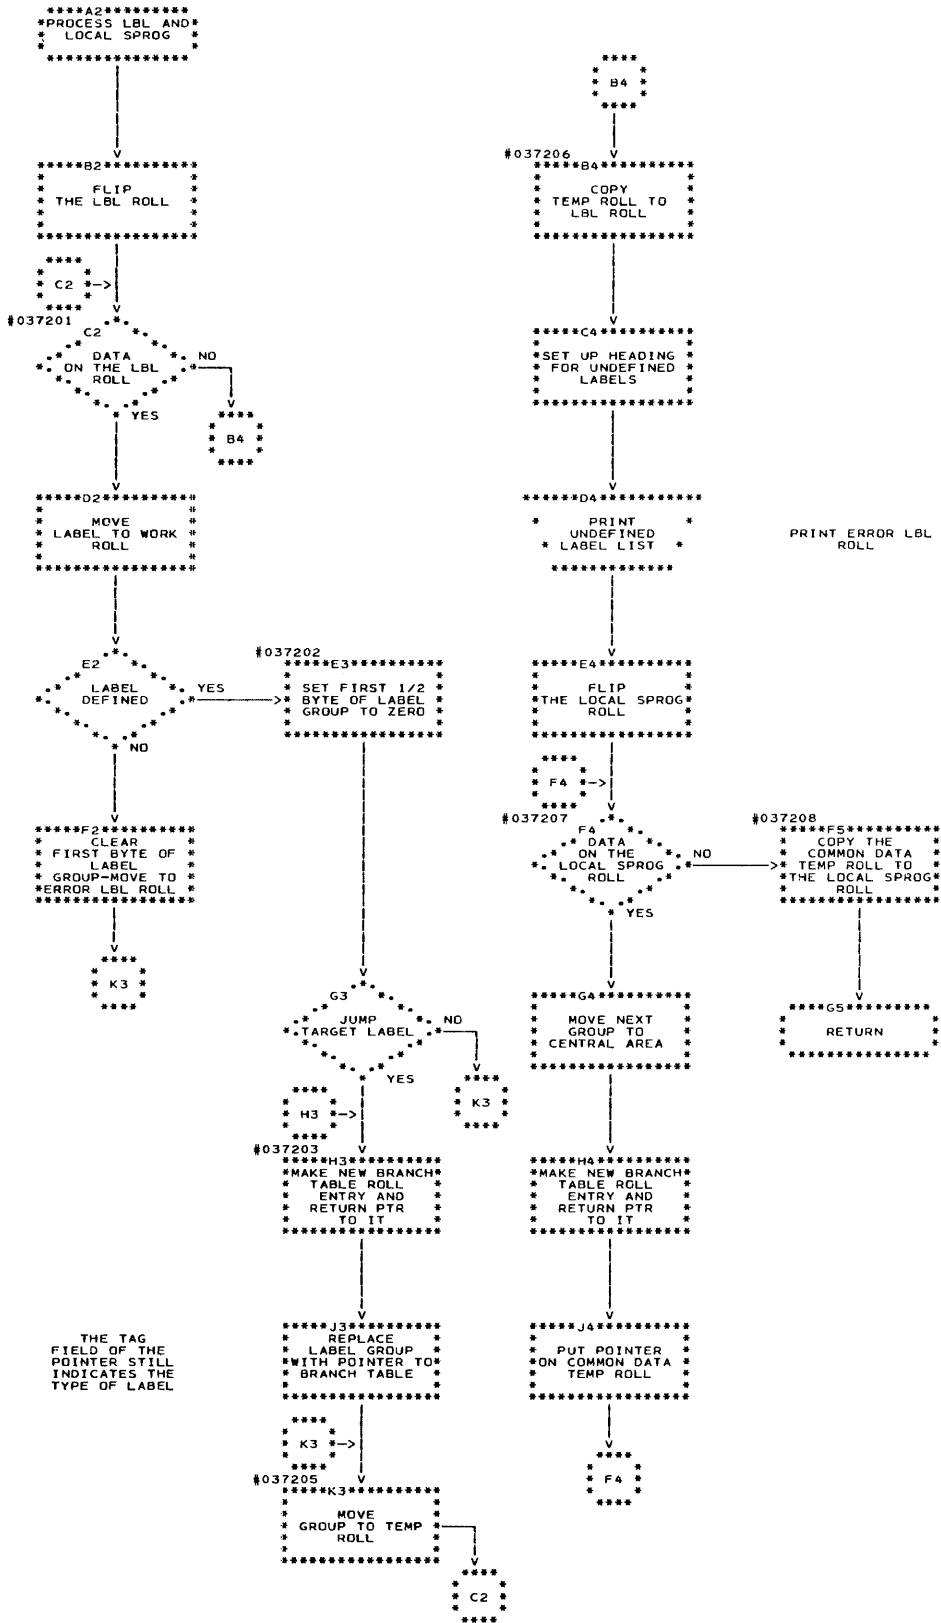 A2
PROCESS LBL AND
LOCAL SPROG
B2
FLIP
THE LBL ROLL
C2
#037201
C2
DATA
ON THE LBL
ROLL
NO
YES
B4
D2
MOVE
LABEL TO WORK
ROLL
E2
LABEL
DEFINED
YES
NO
F2
CLEAR
FIRST BYTE OF
LABEL
GROUP-MOVE TO
ERROR LBL ROLL
K3
#037202
E3
SET FIRST 1/2
BYTE OF LABEL
GROUP TO ZERO
G3
JUMP
TARGET LABEL
NO
YES
K3
H3
#037203
H3
MAKE NEW BRANCH
TABLE ROLL
ENTRY AND
RETURN PTR
TO IT
THE TAG
FIELD OF THE
POINTER STILL
INDICATES THE
TYPE OF LABEL
J3
REPLACE
LABEL GROUP
WITH POINTER TO
BRANCH TABLE
K3
#037205
K3
MOVE
GROUP TO TEMP
ROLL
C2
B4
#037206
B4
COPY
TEMP ROLL TO
LBL ROLL
C4
SET UP HEADING
FOR UNDEFINED
LABELS
D4
PRINT
UNDEFINED
LABEL LIST
PRINT ERROR LBL
ROLL
E4
FLIP
THE LOCAL SPROG
ROLL
F4
#037207
F4
DATA
ON THE
LOCAL SPROG
ROLL
NO
YES
#037208
F5
COPY THE
COMMON DATA
TEMP ROLL TO
THE LOCAL SPROG
ROLL
G5
RETURN
G4
MOVE NEXT
GROUP TO
CENTRAL AREA
H4
MAKE NEW BRANCH
TABLE ROLL
ENTRY AND
RETURN PTR
TO IT
J4
PUT POINTER
ON COMMON DATA
TEMP ROLL
F4